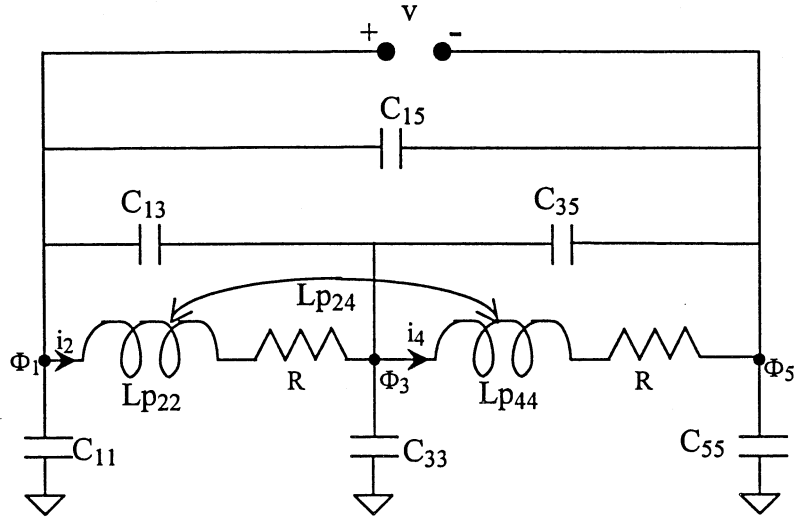 v
+ -
C15
C13 C35
Lp24
i2 i4
Φ1 Φ3 Φ5
R R
Lp22 Lp44
C11 C33 C55